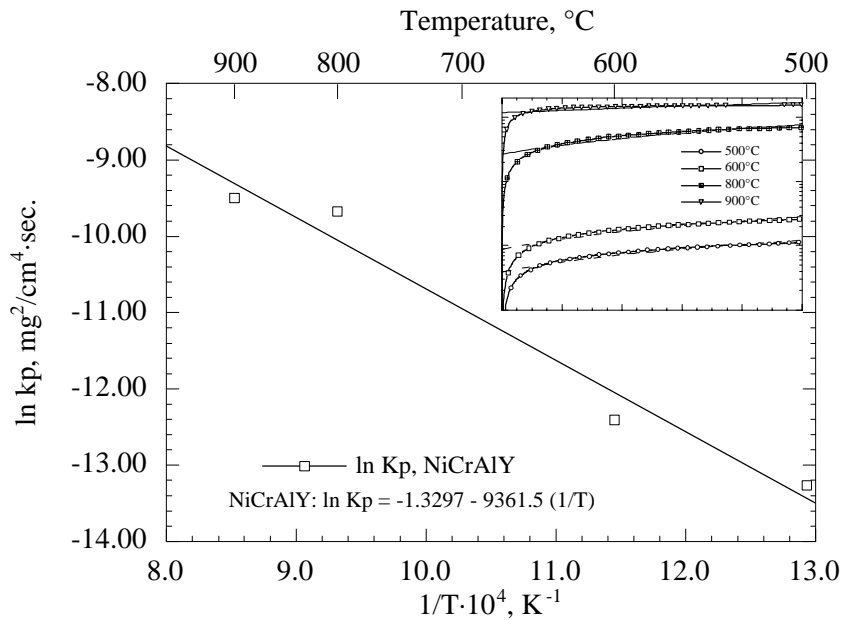 Temperature, °C
900 800 700 600 500
-8.00
-9.00
-10.00
-11.00
-12.00
-13.00
-14.00
ln kp, mg²/cm⁴·sec.
500°C
600°C
800°C
900°C
ln Kp, NiCrAlY
NiCrAlY: ln Kp = -1.3297 - 9361.5 (1/T)
8.0 9.0 10.0 11.0 12.0 13.0
1/T·10⁴, K⁻¹